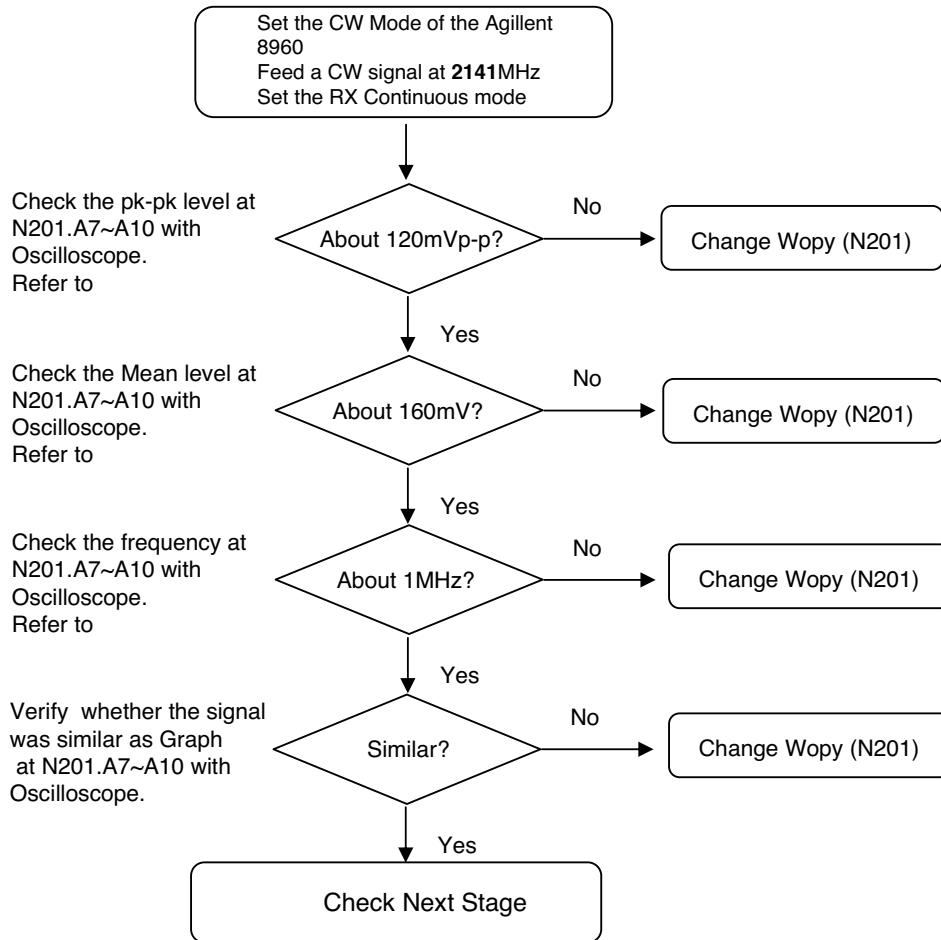 Set the CW Mode of the Agillent
8960
Feed a CW signal at 2141MHz
Set the RX Continuous mode
Check the pk-pk level at
N201.A7~A10 with
Oscilloscope.
Refer to
About 120mVp-p?
No
Change Wopy (N201)
Yes
Check the Mean level at
N201.A7~A10 with
Oscilloscope.
Refer to
About 160mV?
No
Change Wopy (N201)
Yes
Check the frequency at
N201.A7~A10 with
Oscilloscope.
Refer to
About 1MHz?
No
Change Wopy (N201)
Yes
Verify whether the signal
was similar as Graph
at N201.A7~A10 with
Oscilloscope.
Similar?
No
Change Wopy (N201)
Yes
Check Next Stage